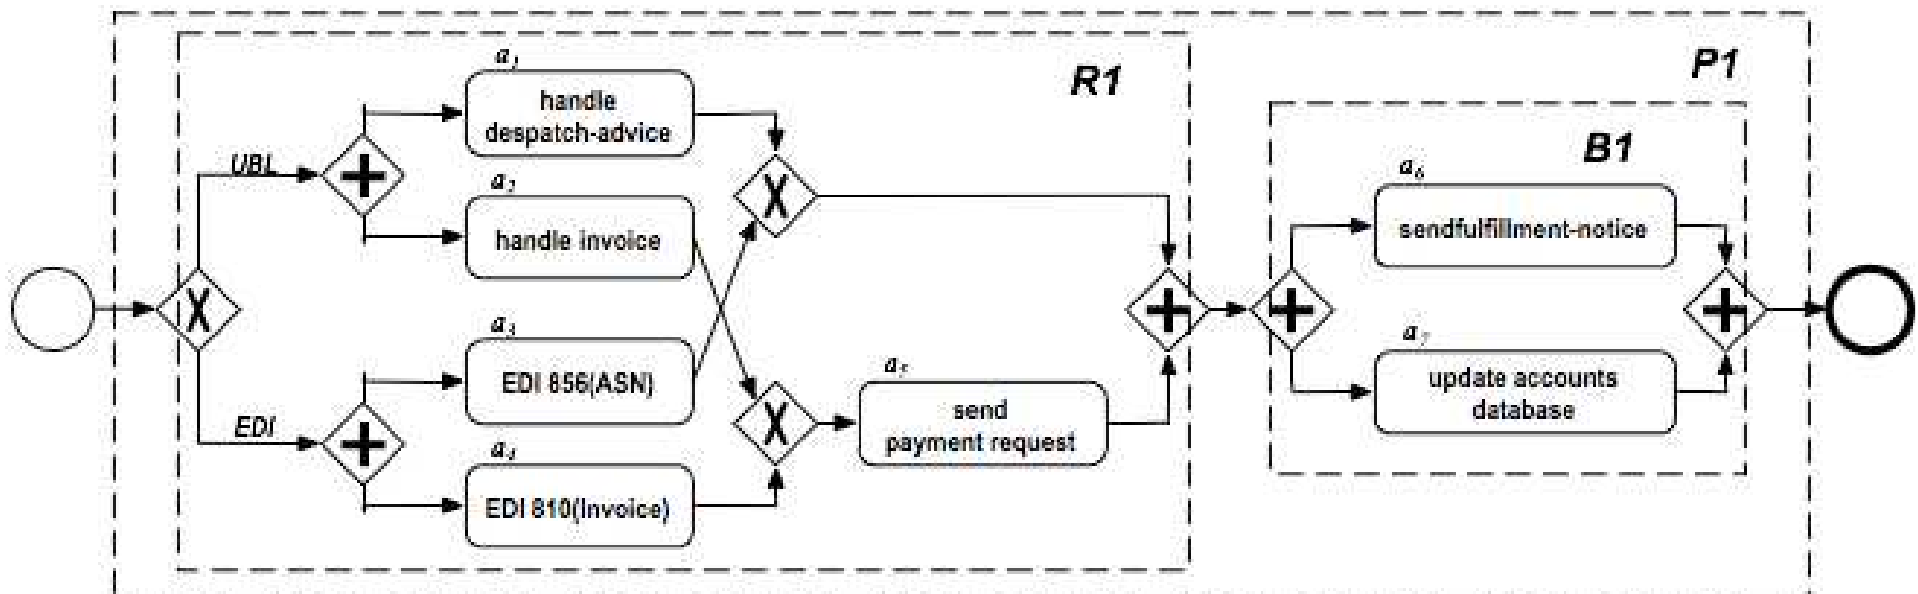 P1
R1
B1
a1
handle
despatch-advice
UBL
a2
handle invoice
a6
sendfulfillment-notice
a3
EDI 856(ASN)
EDI
a4
EDI 810(Invoice)
a5
send
payment request
a7
update accounts
database